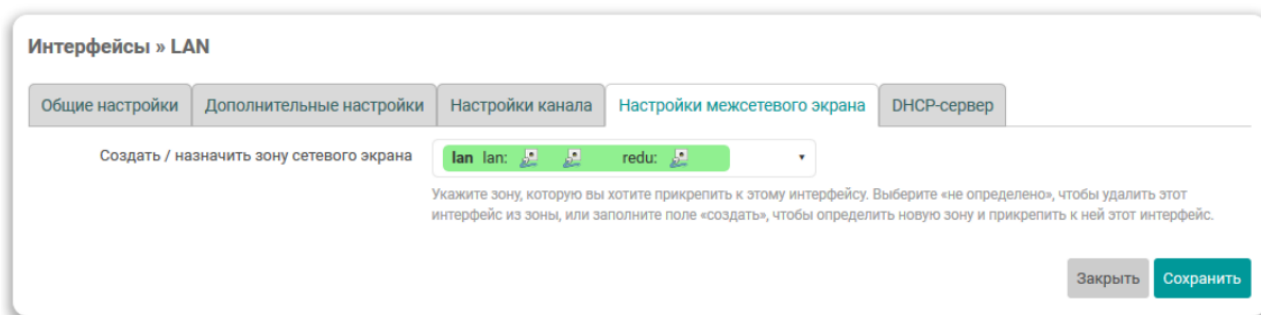 Интерфейсы » LAN
Общие настройки
Дополнительные настройки
Настройки канала
Настройки межсетевого экрана
DHCP-сервер
Создать / назначить зону сетевого экрана
lan lan: redu:
Укажите зону, которую вы хотите прикрепить к этому интерфейсу. Выберите «не определено», чтобы удалить этот
интерфейс из зоны, или заполните поле «создать», чтобы определить новую зону и прикрепить к ней этот интерфейс.
Закрыть
Сохранить